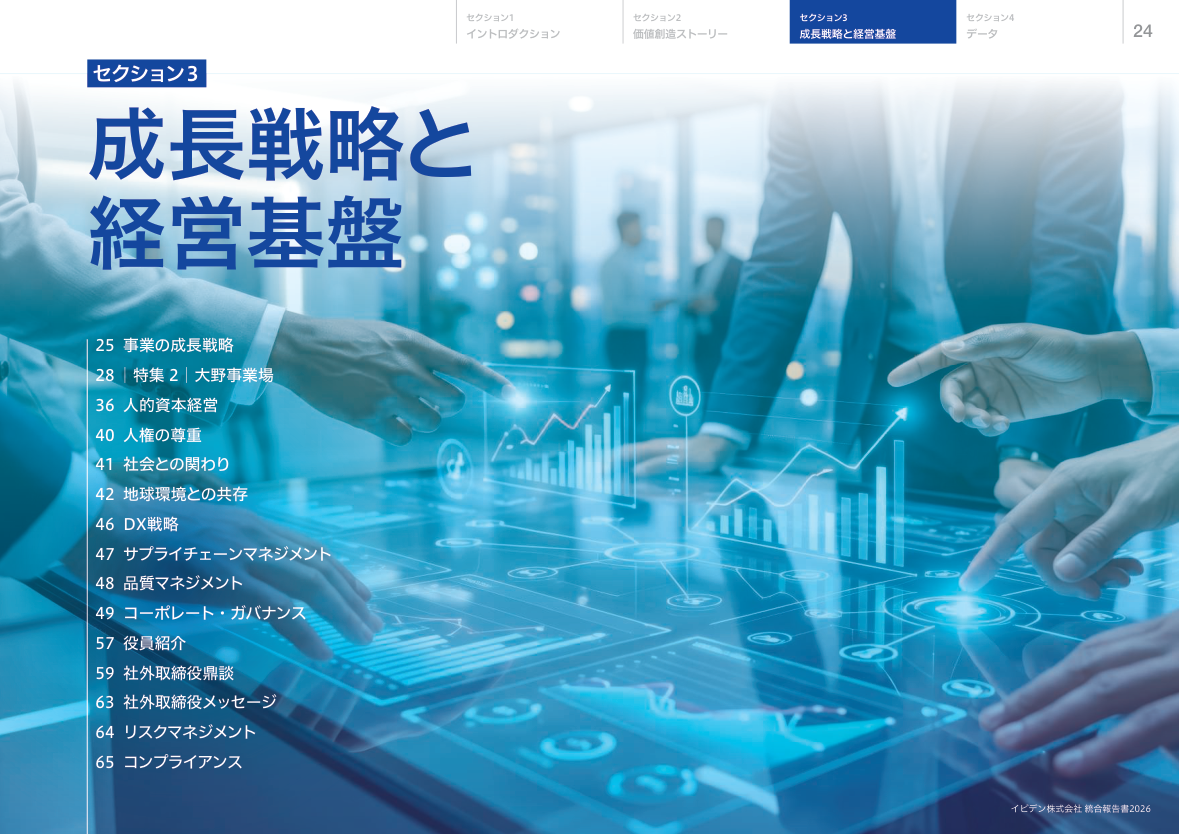 セクション1
イントロダクション
セクション2
価値創造ストーリー
セクション3
成長戦略と経営基盤
セクション4
データ
24
セクション3
成長戦略と
経営基盤
25 事業の成長戦略
28 | 特集 2 | 大野事業場
36 人的資本経営
40 人権の尊重
41 社会との関わり
42 地球環境との共存
46 DX戦略
47 サプライチェーンマネジメント
48 品質マネジメント
49 コーポレート・ガバナンス
57 役員紹介
59 社外取締役鼎談
63 社外取締役メッセージ
64 リスクマネジメント
65 コンプライアンス
イビデン株式会社 統合報告書2026